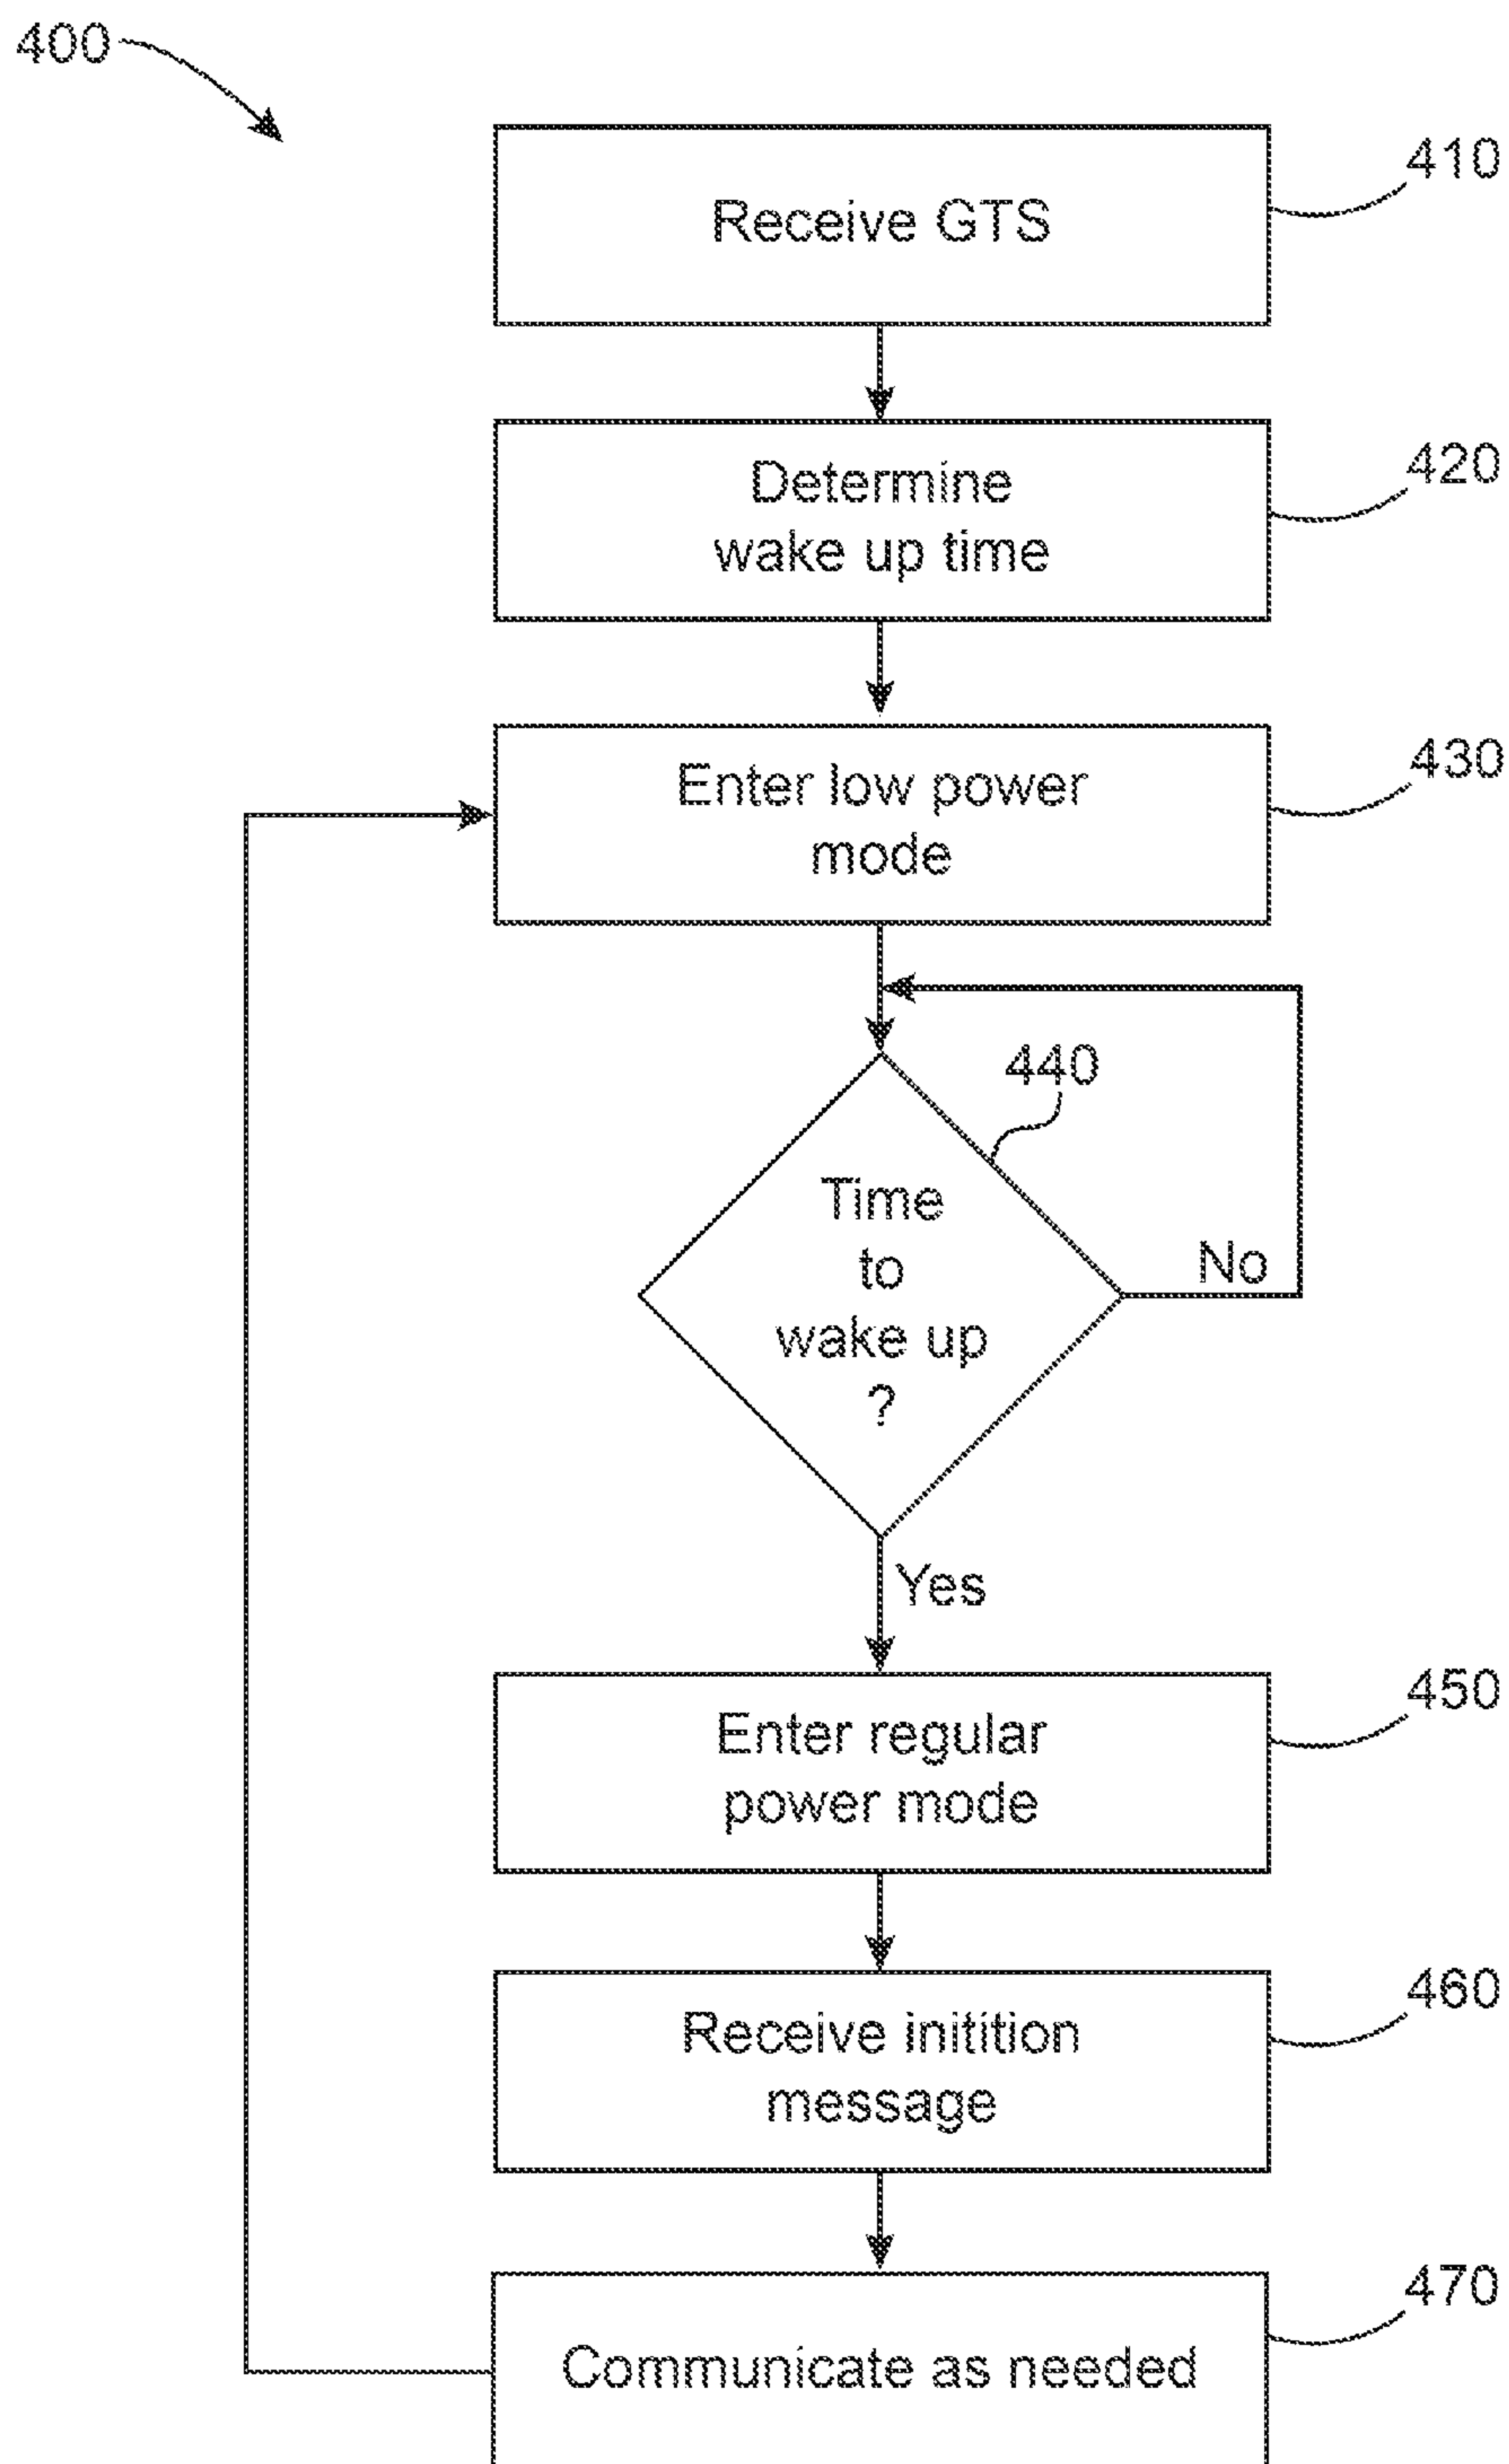 400
410
Receive GTS
420
Determine
wake up time
430
Enter low power
mode
440
Time
to
wake up
?
No
Yes
450
Enter regular
power mode
460
Receive initition
message
470
Communicate as needed